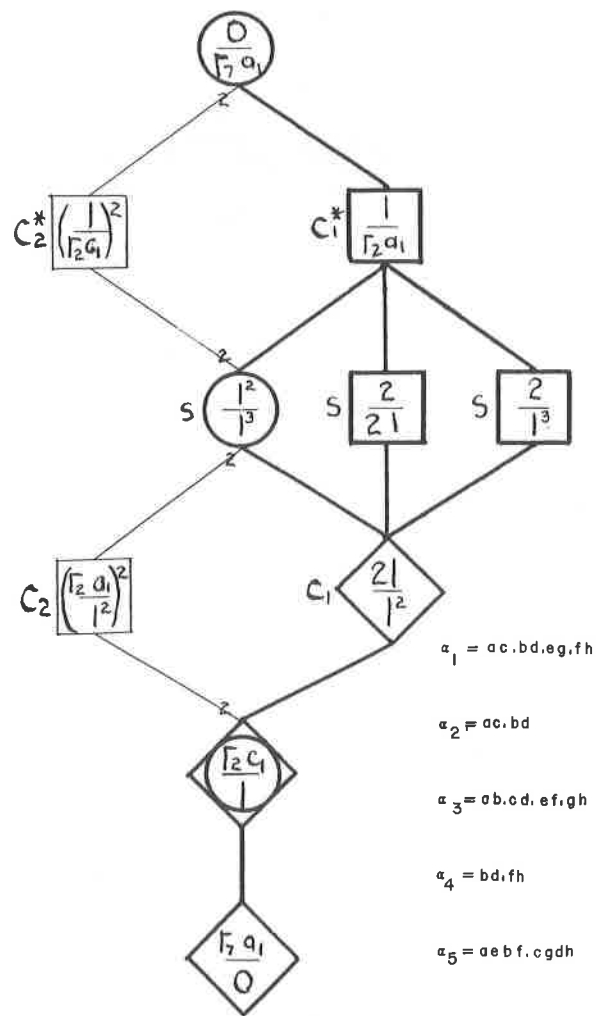 0
Γ₇ a₁
2
C₂* (1 / Γ₂ a₁)²
C₁* 1 / Γ₂ a₁
2
S 1² / 1³
S 2 / 21
S 2 / 1³
2
C₂ (Γ₂ a₁ / 1²)²
C₁ 21 / 1²
α₁ = ac.bd.eg.fh
2
α₂ = ac.bd
Γ₂ c₁ / 1
α₃ = ab.cd.ef.gh
α₄ = bd.fh
Γ₇ a₁ / 0
α₅ = aebf.cgdh